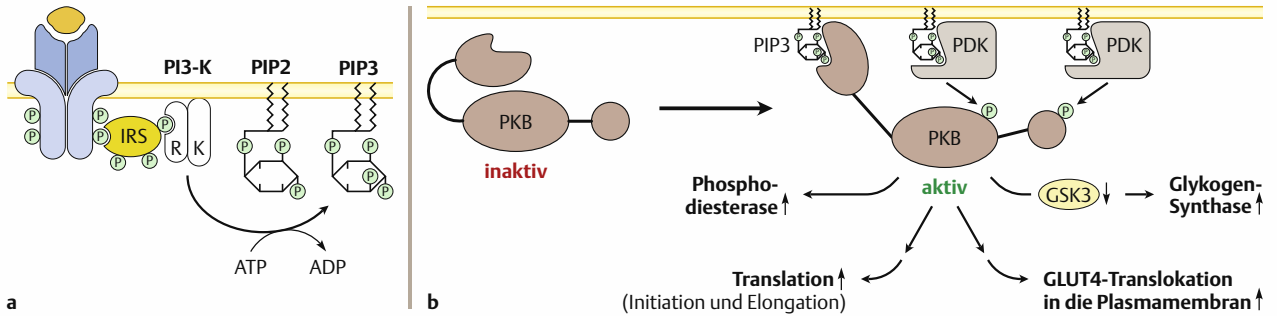 PI3-K
PIP2
PIP3
P
P
P
P
IRS
P
P
P
R
K
P
P
P
P
P
P
P
ATP
ADP
a
PKB
inaktiv
PIP3
P
P
P
P
P
P
P
P
PDK
P
P
P
P
PDK
P
P
PKB
aktiv
Phospho-
diesterase
GSK3
Glykogen-
Synthase
Translation
(Initiation und Elongation)
GLUT4-Translokation
in die Plasmamembran
b